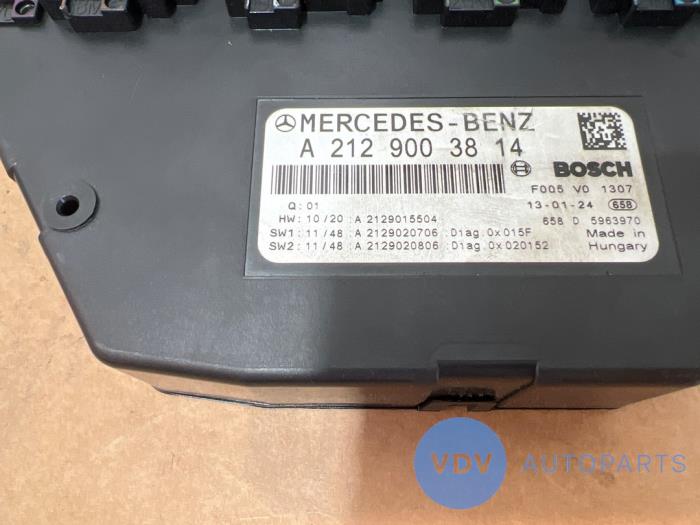 MERCEDES-BENZ
A 212 900 38 14
BOSCH
F005 V0 1307
Q:01
13-01-24 658
HW: 10/20 : A 2129015504
658 D 5963970
SW1: 11/48 : A 2129020706 :Diag.0x015F
Made in
SW2: 11/48 : A 2129020806 :Diag.0x020152
Hungary
VDV AUTOPARTS